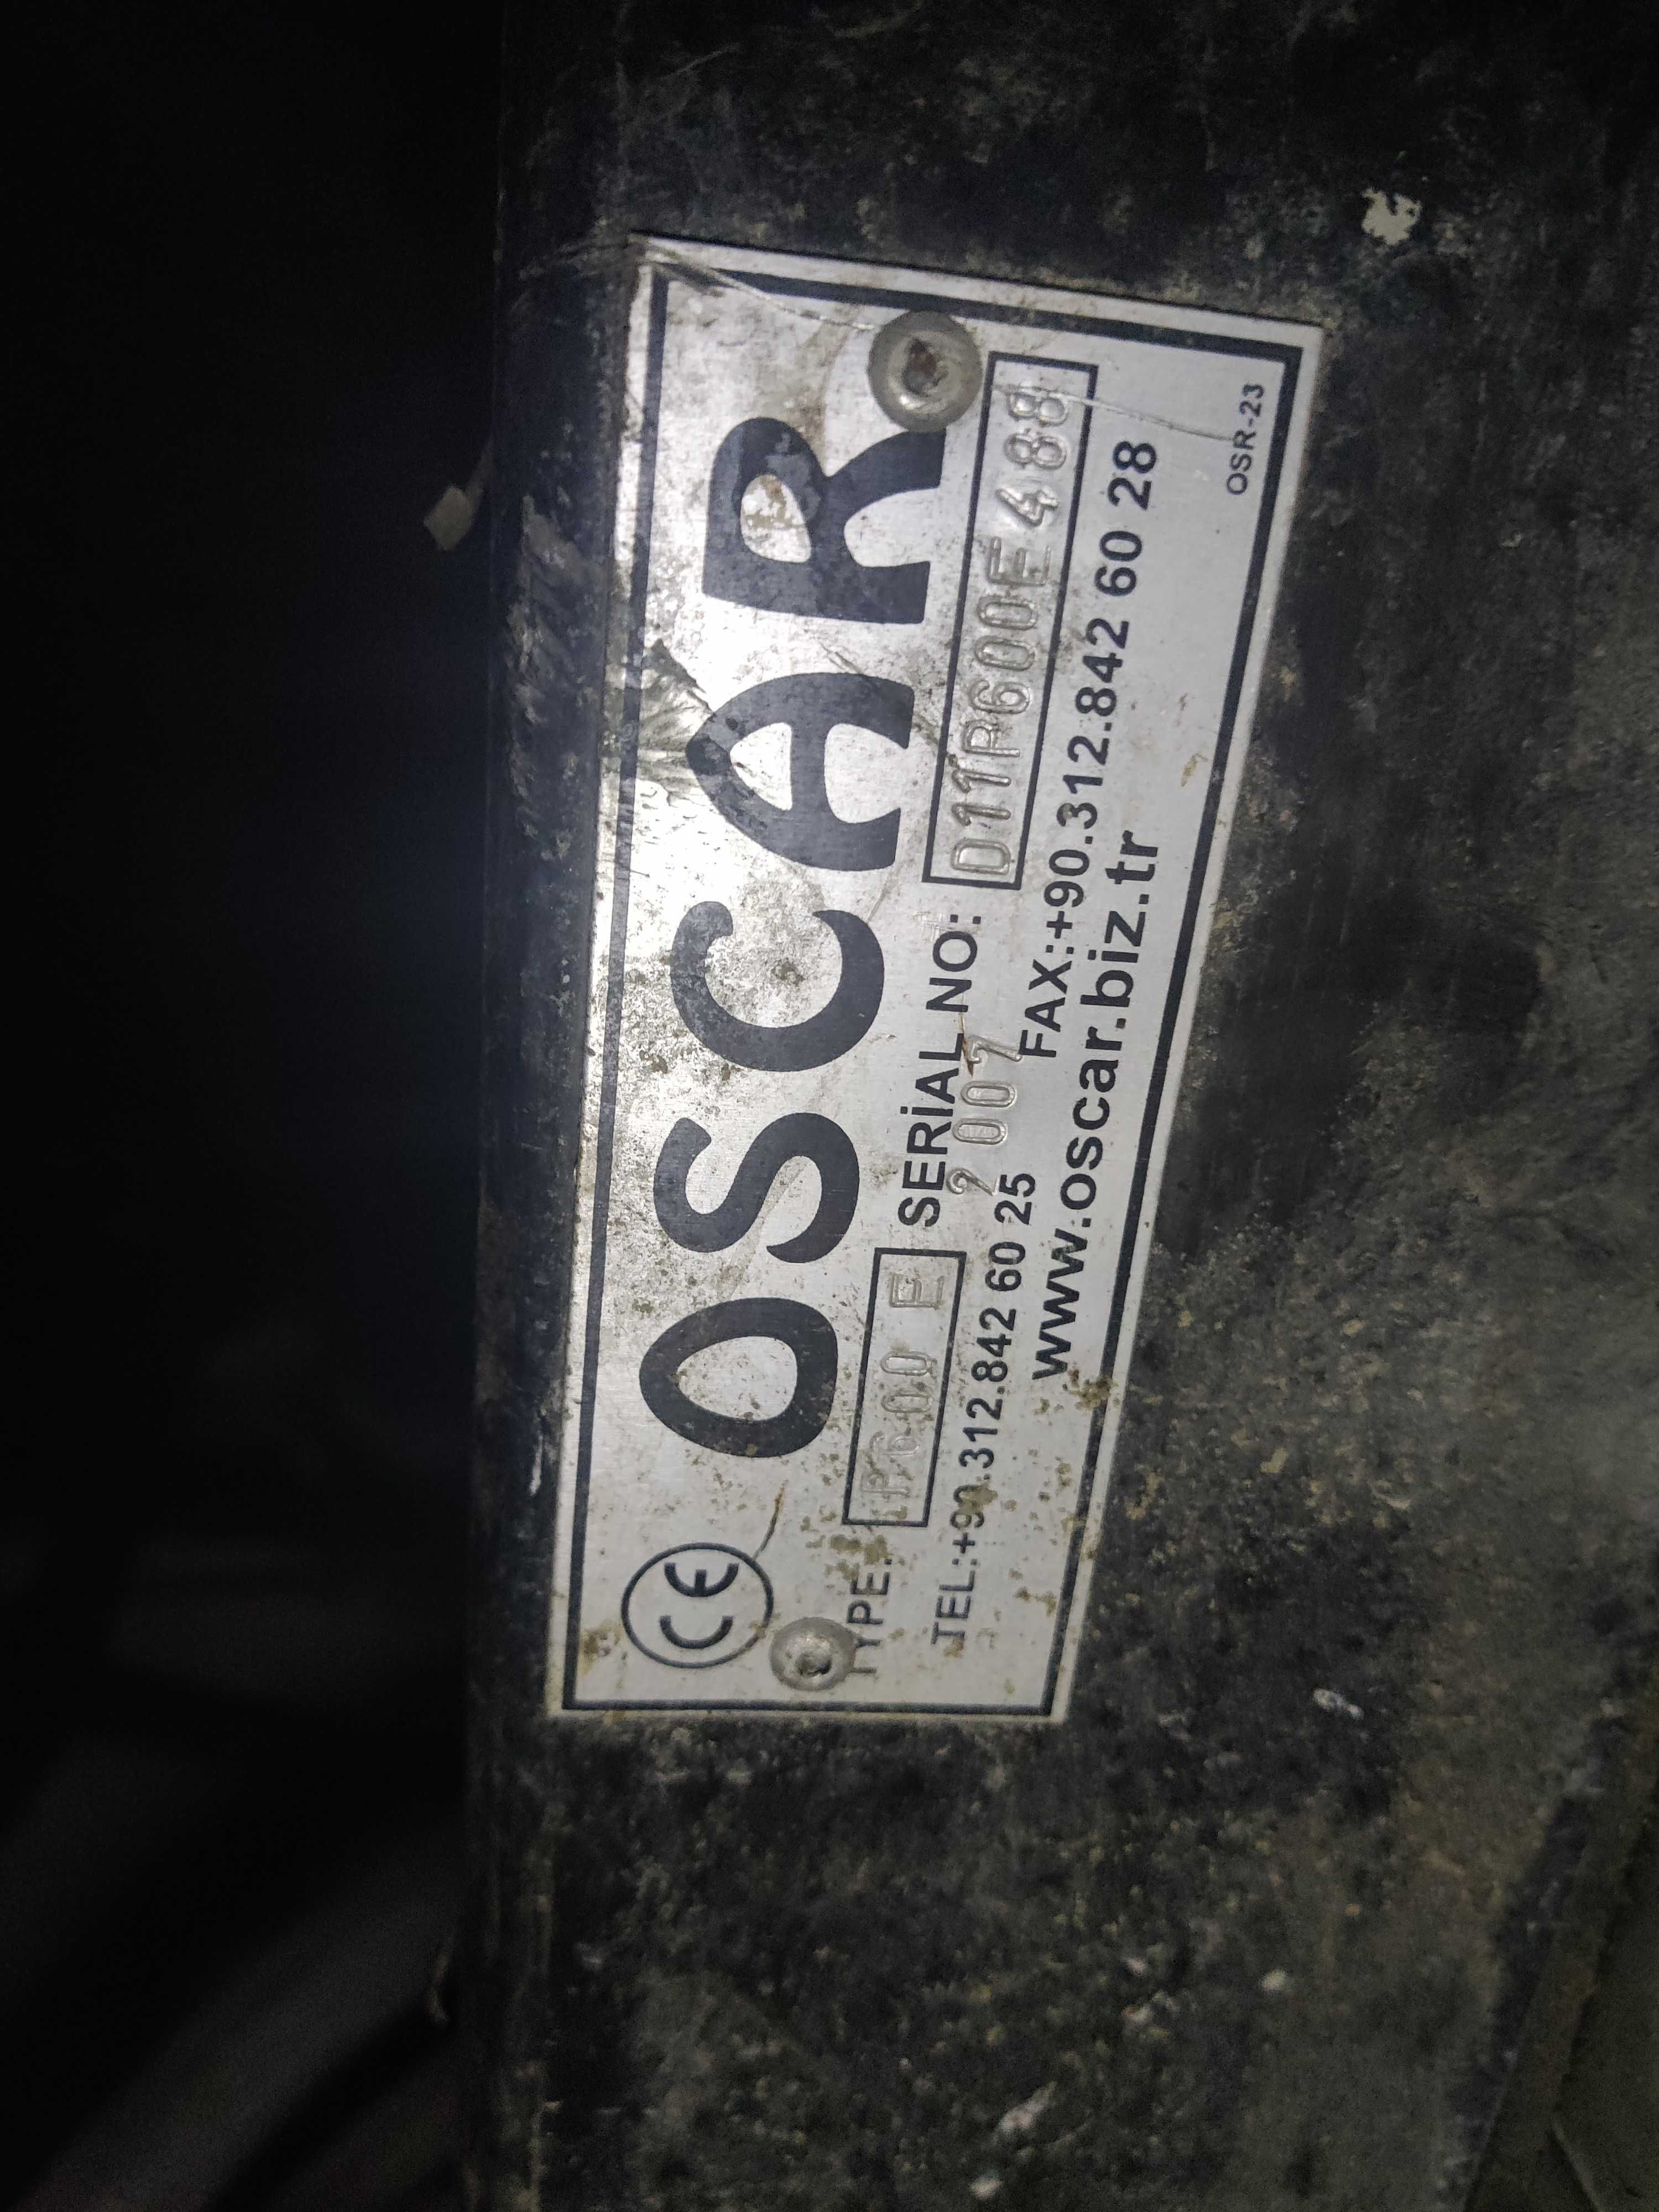 CE OSCAR
TYPE: P600 E SERİAL NO: D11P600E488
2007
TEL:+90.312.842 60 25 FAX:+90.312.842 60 28
www.oscar.biz.tr
OSR-23